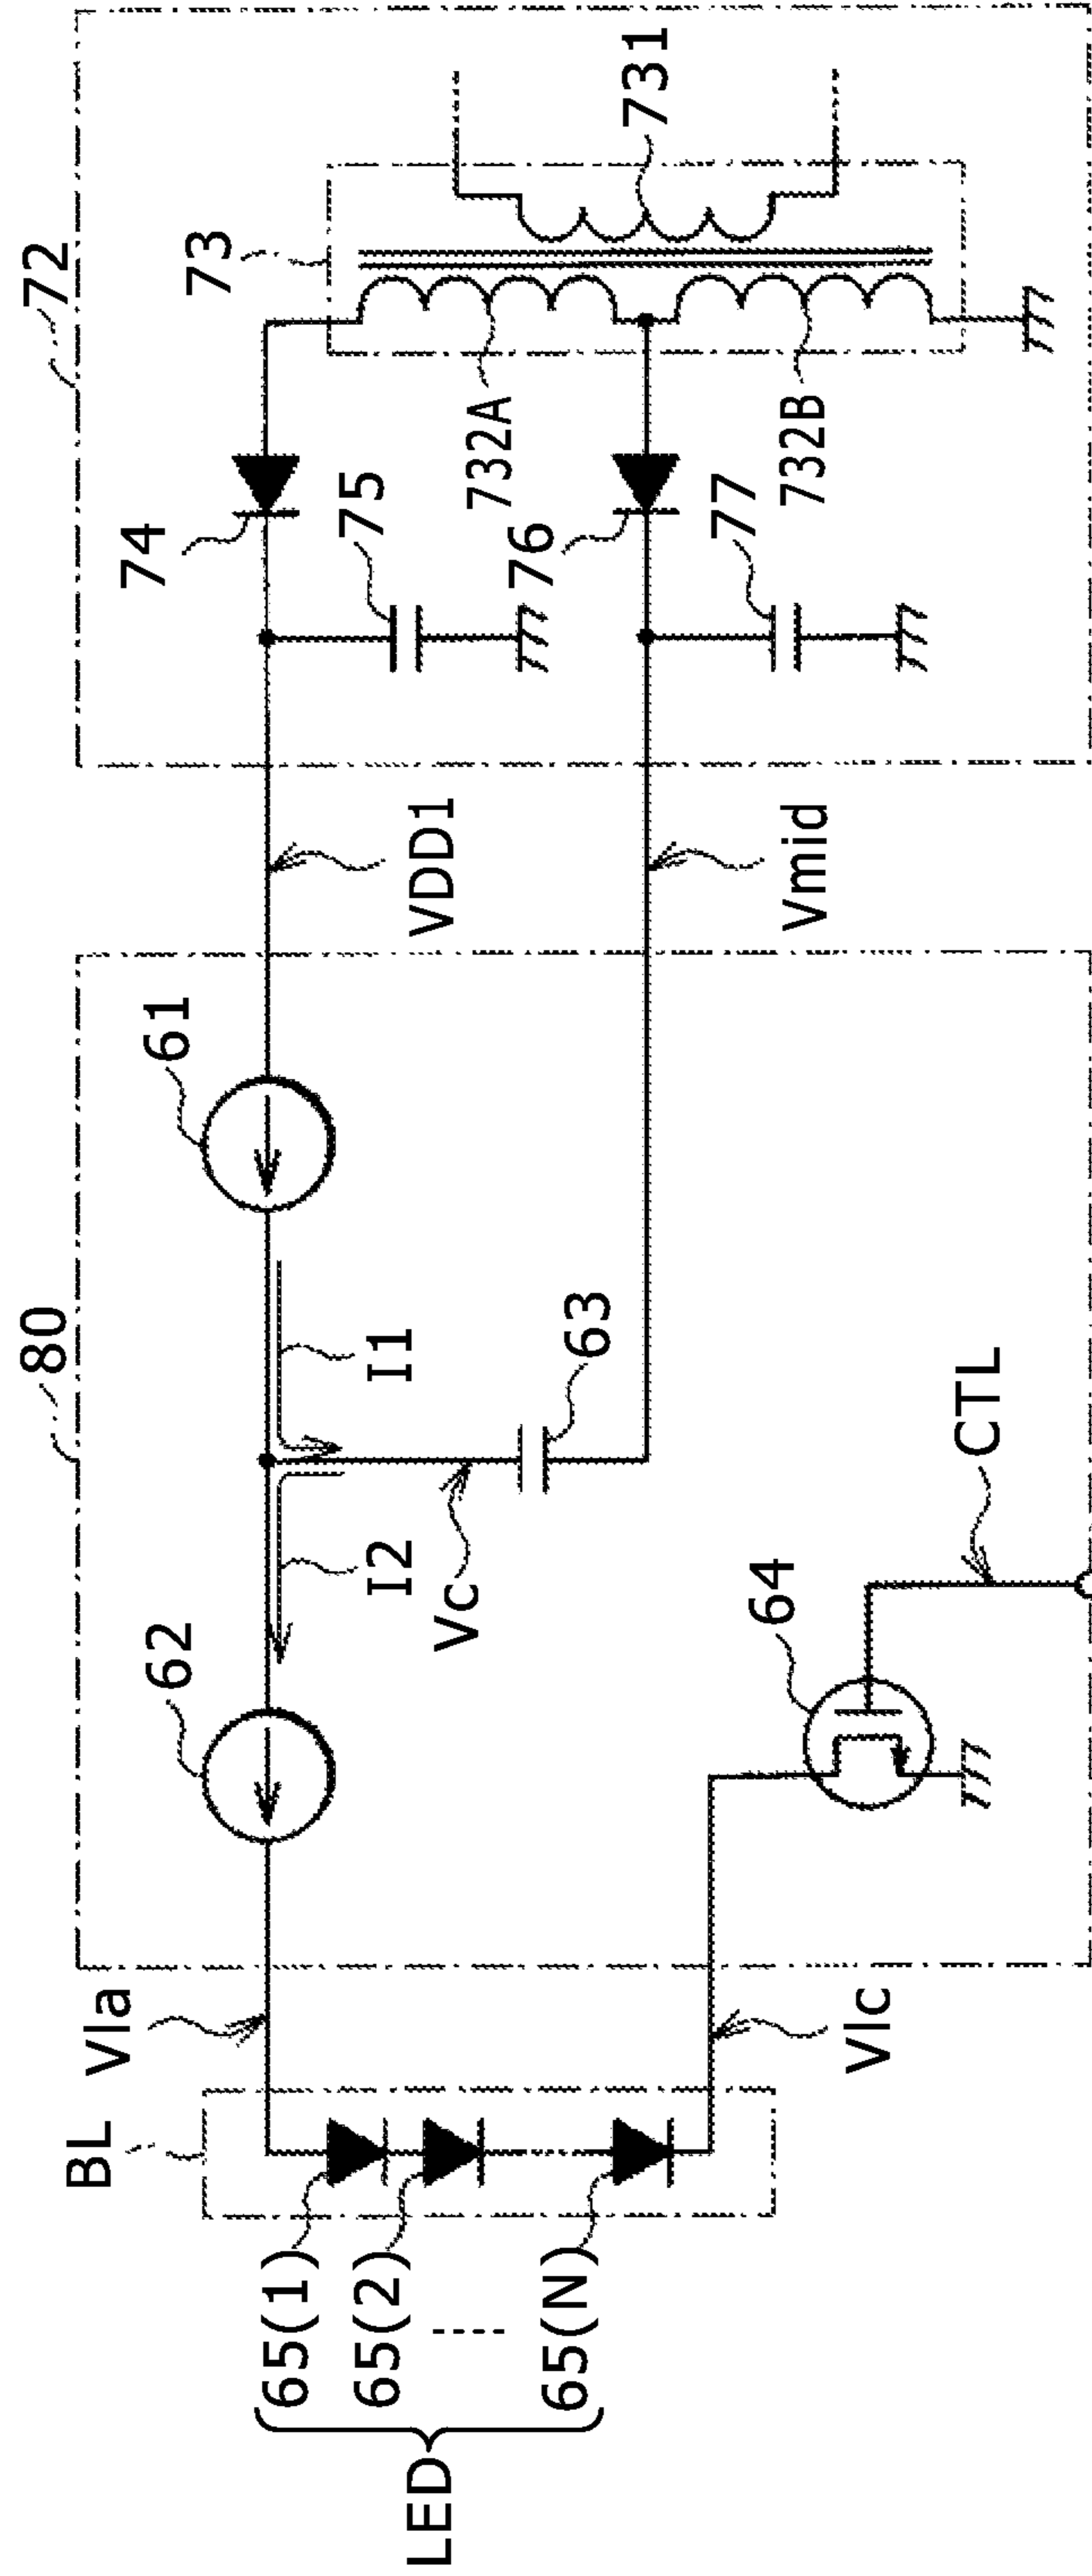 72
80
73
731
61
62
74
75
732A
VDD1
I1
I2
Vla
BL
65(1)
65(2)
65(N)
LED
76
77
732B
63
Vc
Vmid
64
CTL
Vlc